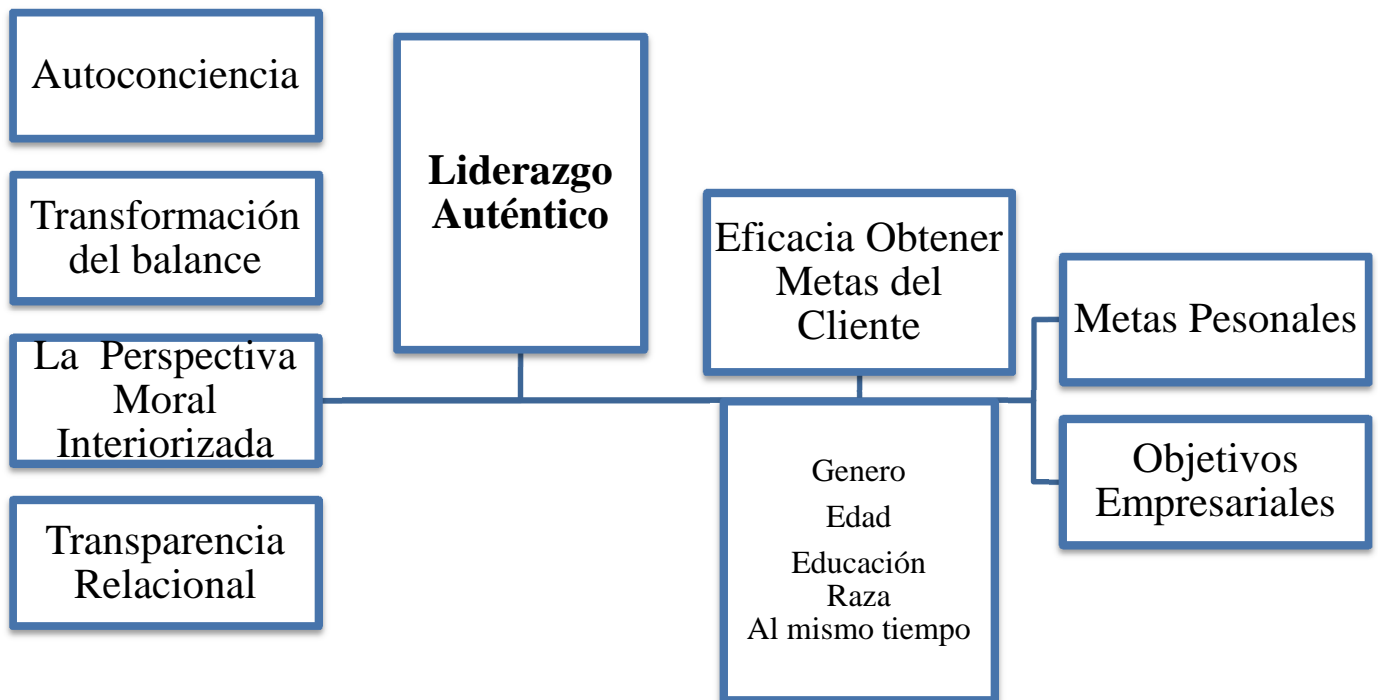 Autoconciencia
Transformación
del balance
La Perspectiva
Moral
Interiorizada
Transparencia
Relacional
Liderazgo
Auténtico
Eficacia Obtener
Metas del
Cliente
Genero
Edad
Educación
Raza
Al mismo tiempo
Metas Pesonales
Objetivos
Empresariales